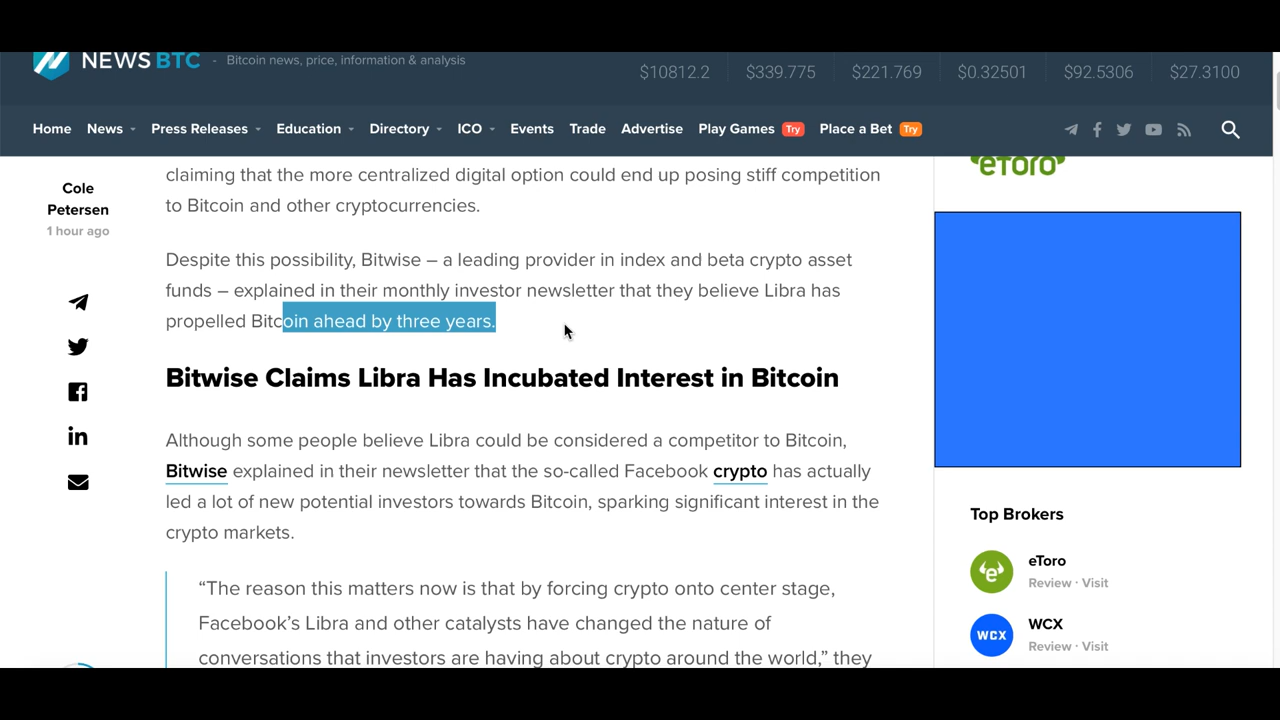 NEWS BTC - Bitcoin news, price, information & analysis
$10812.2 $339.775 $221.769 $0.32501 $92.5306 $27.3100
Home News Press Releases Education Directory ICO Events Trade Advertise Play Games Try Place a Bet Try
Cole
Petersen
1 hour ago
claiming that the more centralized digital option could end up posing stiff competition
to Bitcoin and other cryptocurrencies.
Despite this possibility, Bitwise – a leading provider in index and beta crypto asset
funds – explained in their monthly investor newsletter that they believe Libra has
propelled Bitcoin ahead by three years.
Bitwise Claims Libra Has Incubated Interest in Bitcoin
Although some people believe Libra could be considered a competitor to Bitcoin,
Bitwise explained in their newsletter that the so-called Facebook crypto has actually
led a lot of new potential investors towards Bitcoin, sparking significant interest in the
crypto markets.
“The reason this matters now is that by forcing crypto onto center stage,
Facebook’s Libra and other catalysts have changed the nature of
conversations that investors are having about crypto around the world,” they
eToro
Top Brokers
eToro
Review · Visit
WCX
WCX
Review · Visit